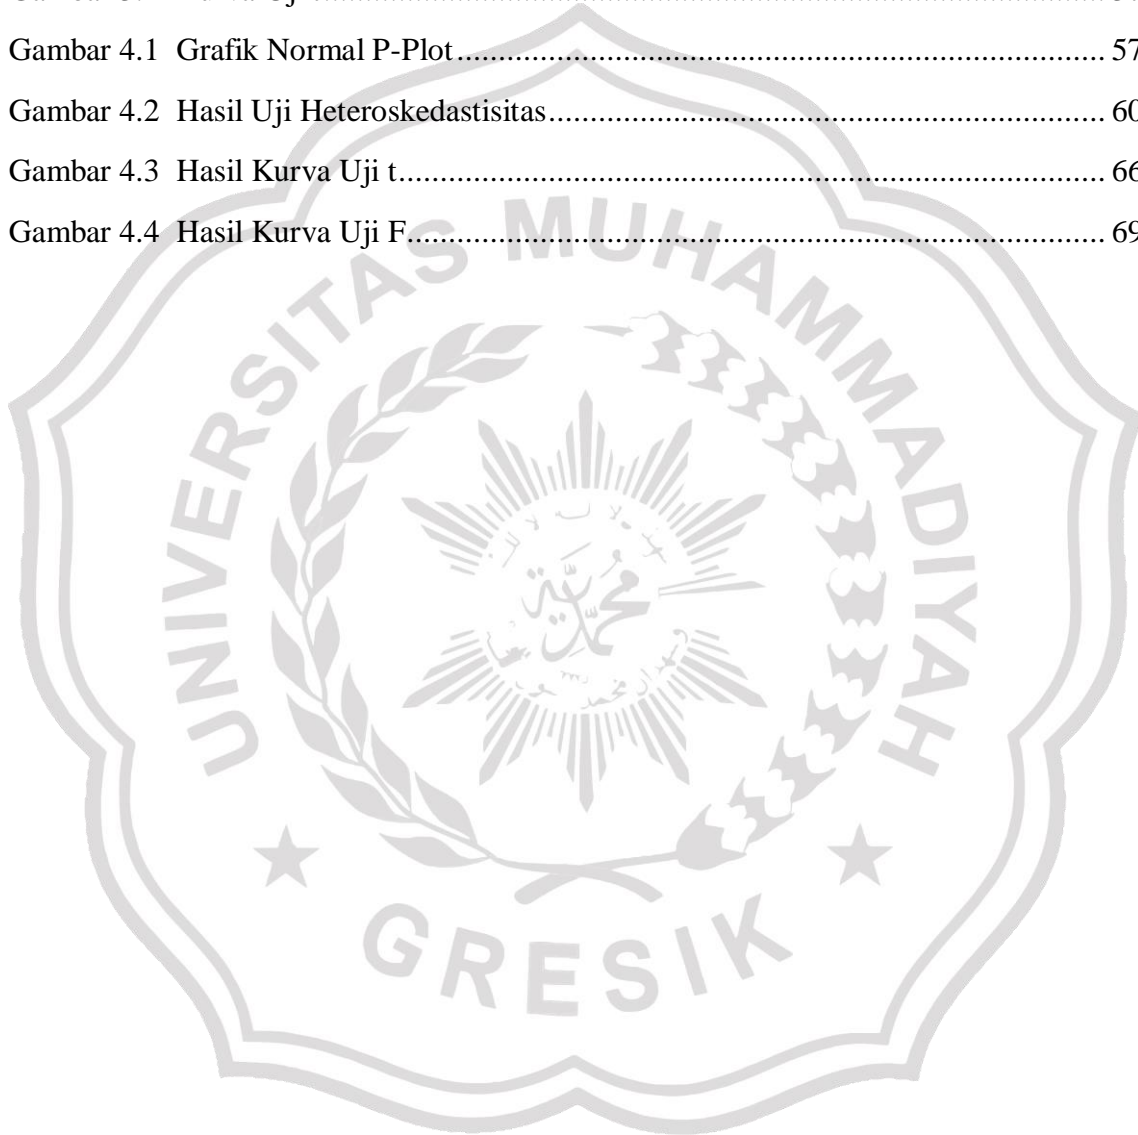 Gambar 4.1 Grafik Normal P-Plot........................................................................................ 57
Gambar 4.2 Hasil Uji Heteroskedastisitas........................................................................ 60
Gambar 4.3 Hasil Kurva Uji t............................................................................................ 66
Gambar 4.4 Hasil Kurva Uji F........................................................................................... 69
UNIVERSITAS MUHAMMADIYAH
محمدية
GRESIK